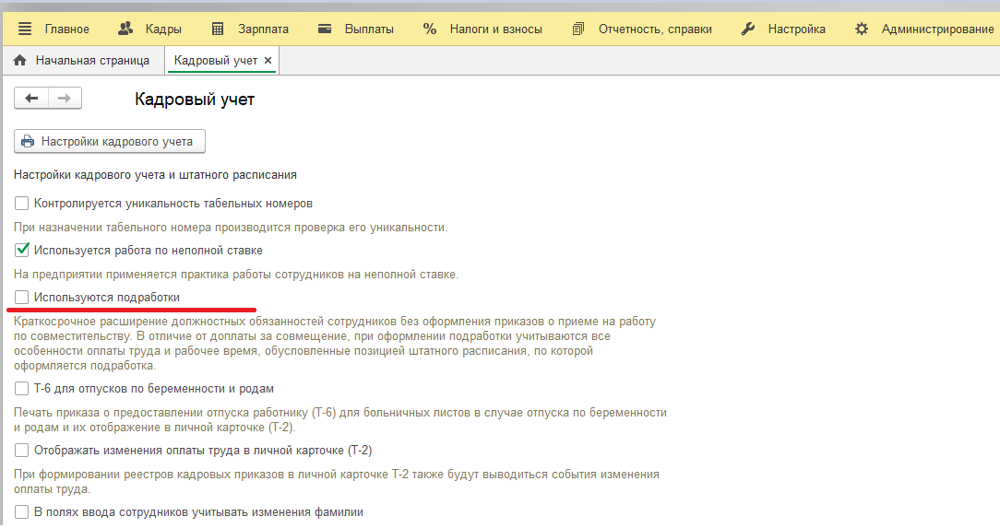 Главное Кадры Зарплата Выплаты % Налоги и взносы Отчетность, справки Настройка Администрирование
Начальная страница Кадровый учет ×
Кадровый учет
Настройки кадрового учета
Настройки кадрового учета и штатного расписания
Контролируется уникальность табельных номеров
При назначении табельного номера производится проверка его уникальности.
Используется работа по неполной ставке
На предприятии применяется практика работы сотрудников на неполной ставке.
Используются подработки
Краткосрочное расширение должностных обязанностей сотрудников без оформления приказов о приеме на работу
по совместительству. В отличие от доплаты за совмещение, при оформлении подработки учитываются все
особенности оплаты труда и рабочее время, обусловленные позицией штатного расписания, по которой
оформляется подработка.
Т-6 для отпусков по беременности и родам
Печать приказа о предоставлении отпуска работнику (Т-6) для больничных листов в случае отпуска по беременности
и родам и их отображение в личной карточке (Т-2).
Отображать изменения оплаты труда в личной карточке (Т-2)
При формировании реестров кадровых приказов в личной карточке Т-2 также будут выводиться события изменения
оплаты труда.
В полях ввода сотрудников учитывать изменения фамилии